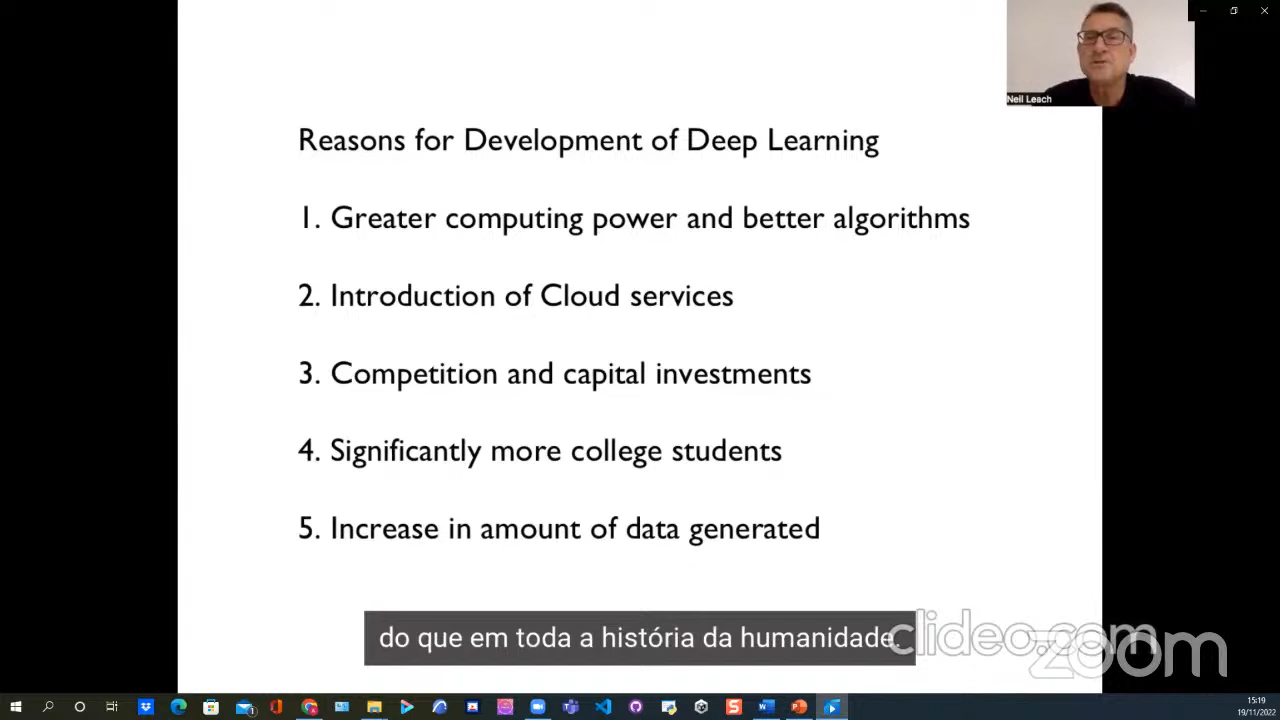 Neil Leach
Reasons for Development of Deep Learning
1. Greater computing power and better algorithms
2. Introduction of Cloud services
3. Competition and capital investments
4. Significantly more college students
5. Increase in amount of data generated
do que em toda a história da humanidade.
clideo.com
zoom
15:19
19/11/2022